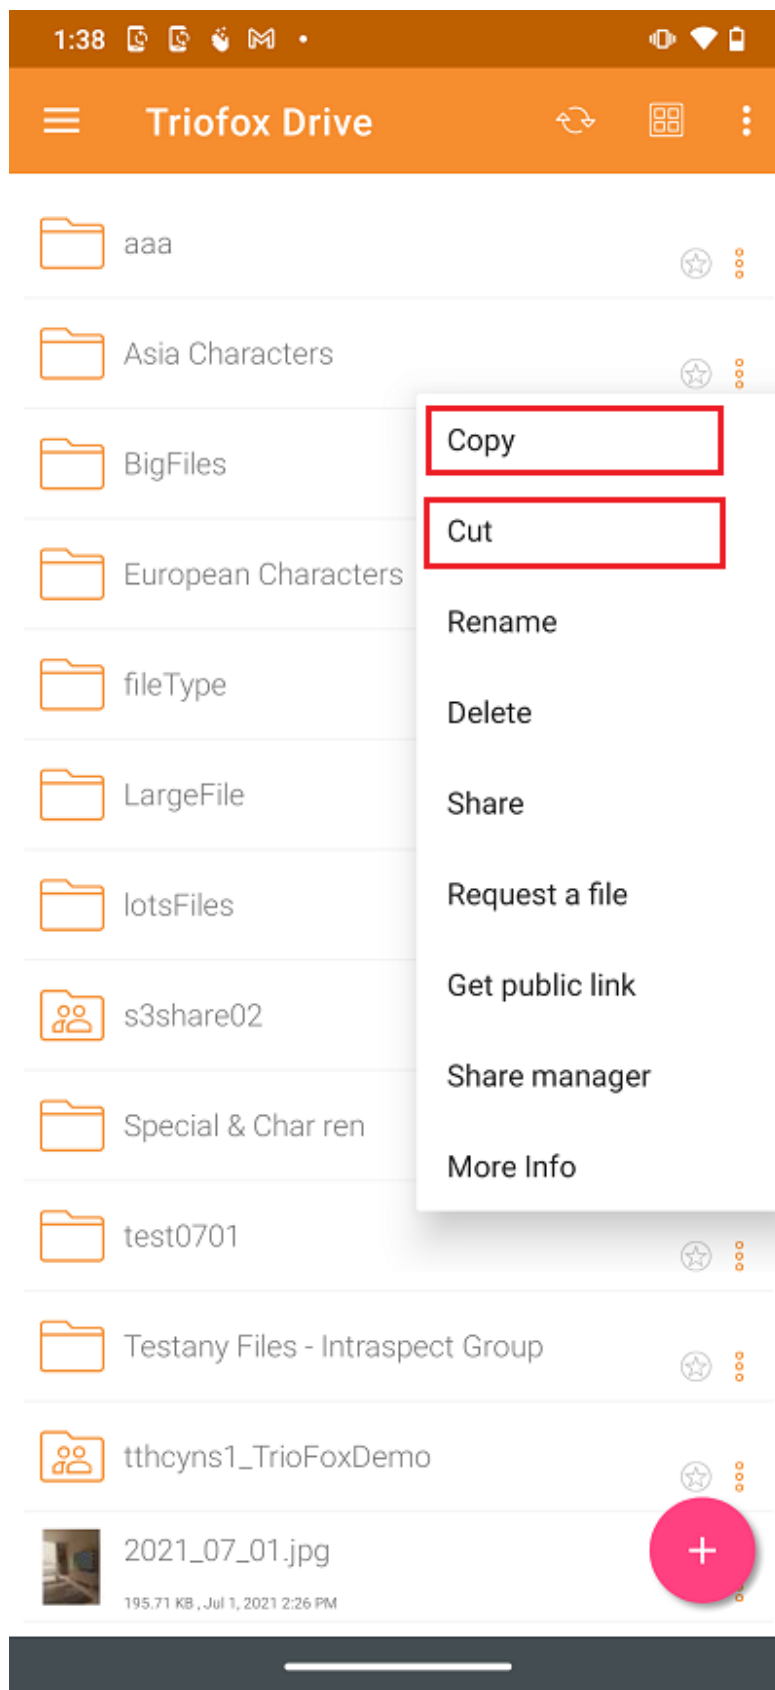 1:38
Triofox Drive
aaa
Asia Characters
BigFiles
European Characters
fileType
LargeFile
lotsFiles
s3share02
Special & Char ren
test0701
Testany Files - Intraspect Group
tthcyns1_TrioFoxDemo
2021_07_01.jpg
195.71 KB , Jul 1, 2021 2:26 PM
Copy
Cut
Rename
Delete
Share
Request a file
Get public link
Share manager
More Info